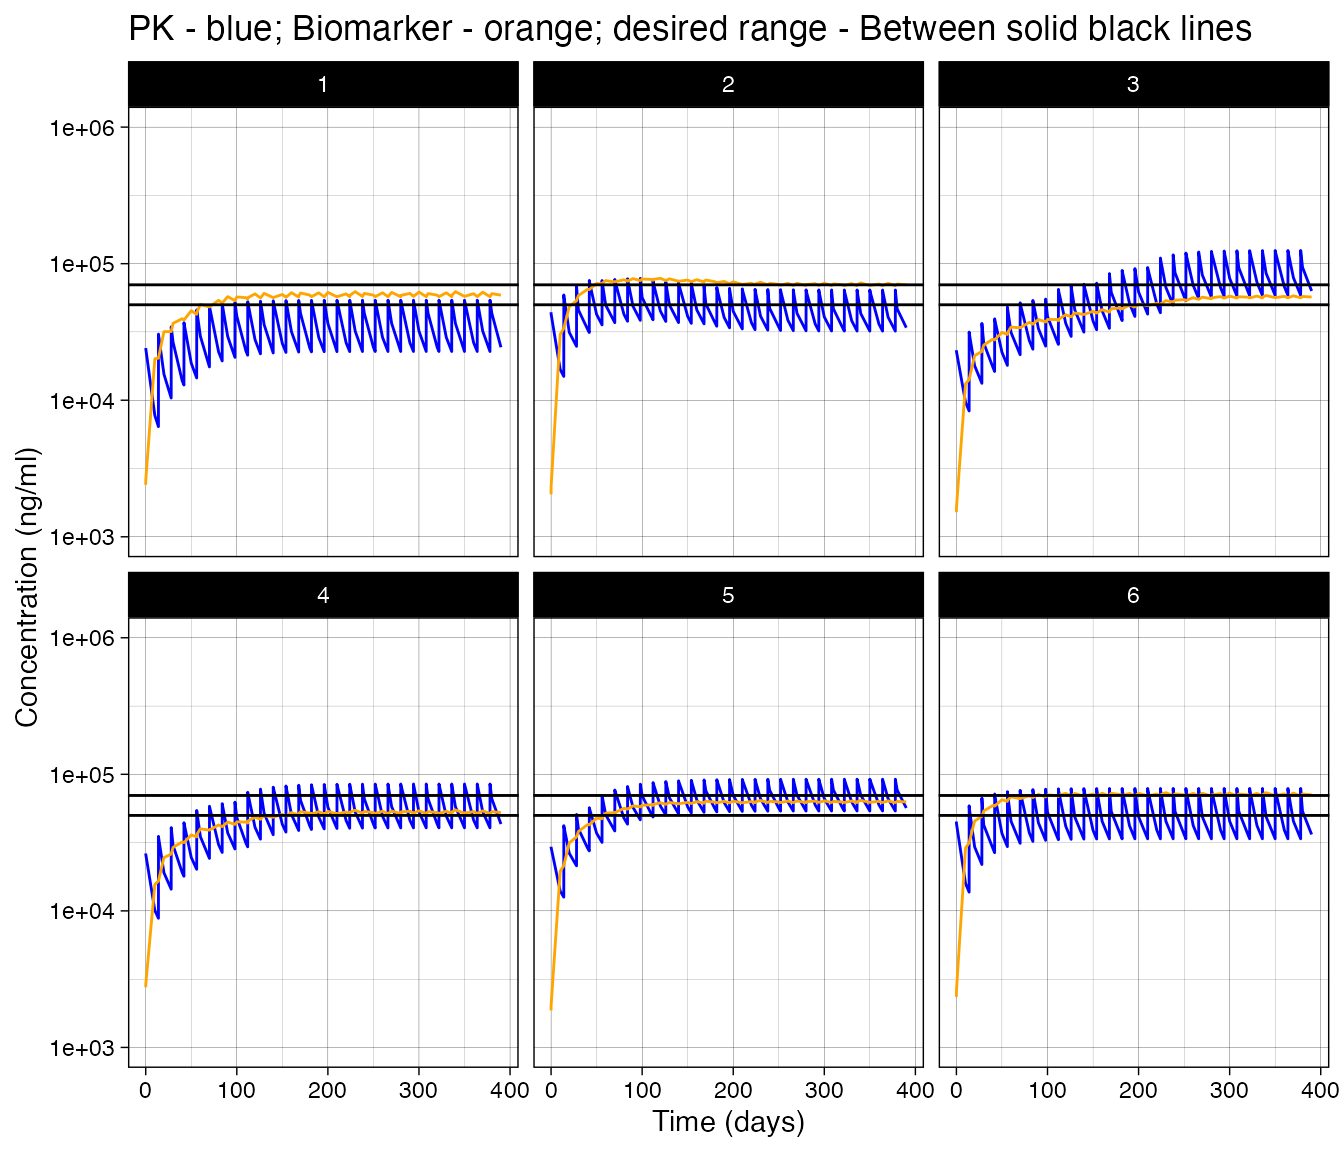 PK - blue; Biomarker - orange; desired range - Between solid black lines
1 2 3
1e+06
1e+05
1e+04
1e+03
4 5 6
1e+06
1e+05
1e+04
1e+03
0 100 200 300 400 0 100 200 300 400 0 100 200 300 400
Time (days)
Concentration (ng/ml)